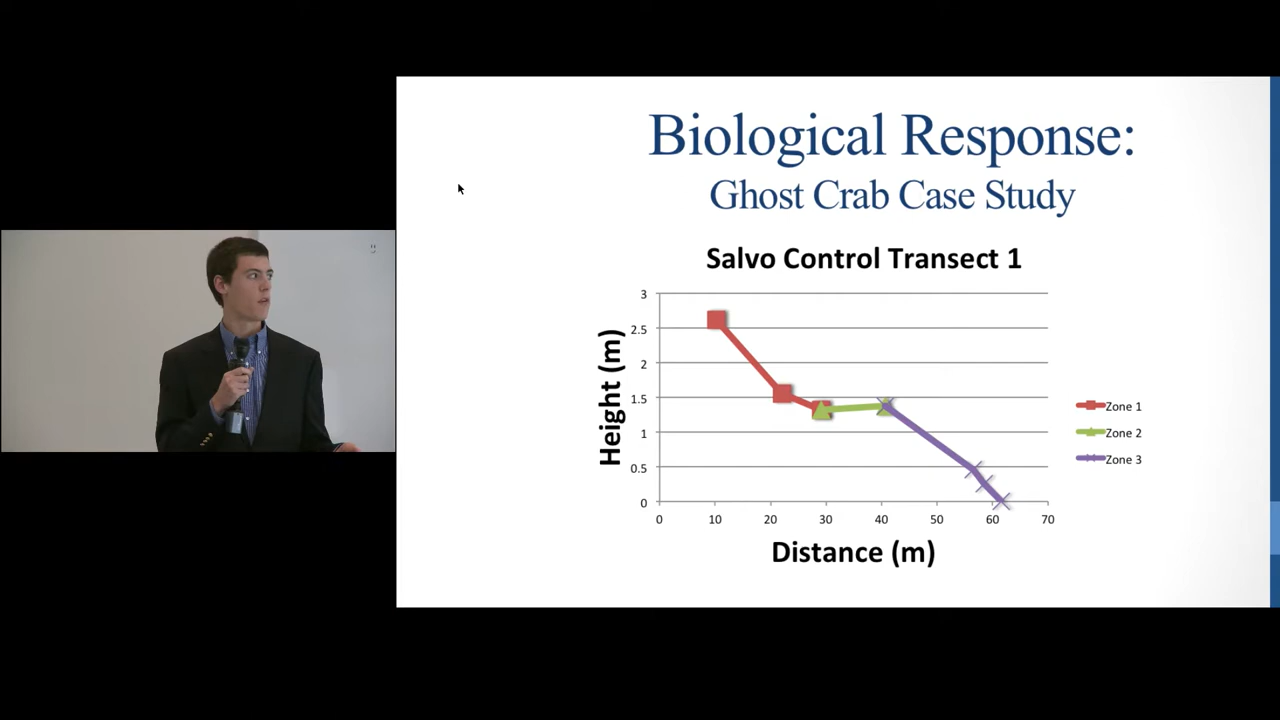 Biological Response:
Ghost Crab Case Study
Salvo Control Transect 1
Height (m)
3
2.5
2
1.5
1
0.5
0
0 10 20 30 40 50 60 70
Distance (m)
Zone 1
Zone 2
Zone 3